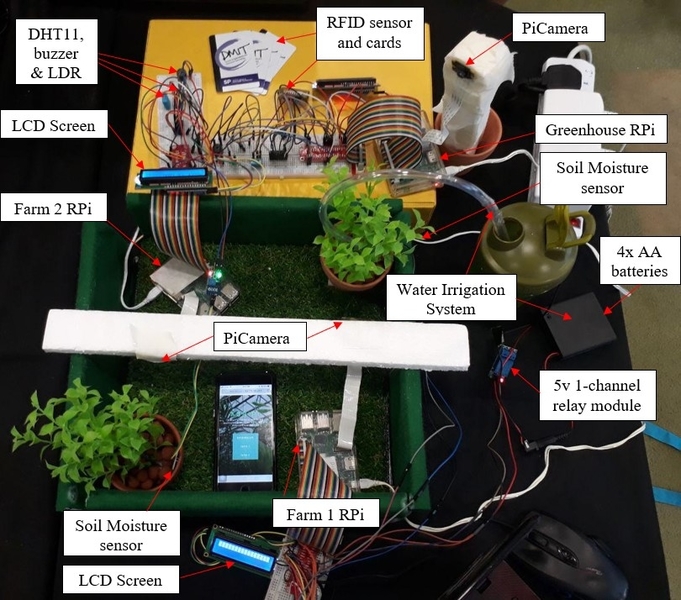 DHT11,
buzzer
& LDR
RFID sensor
and cards
PiCamera
LCD Screen
Greenhouse RPi
Soil Moisture
sensor
Farm 2 RPi
4x AA
batteries
Water Irrigation
System
PiCamera
5v 1-channel
relay module
Farm 1 RPi
Soil Moisture
sensor
LCD Screen
DMIT
SP